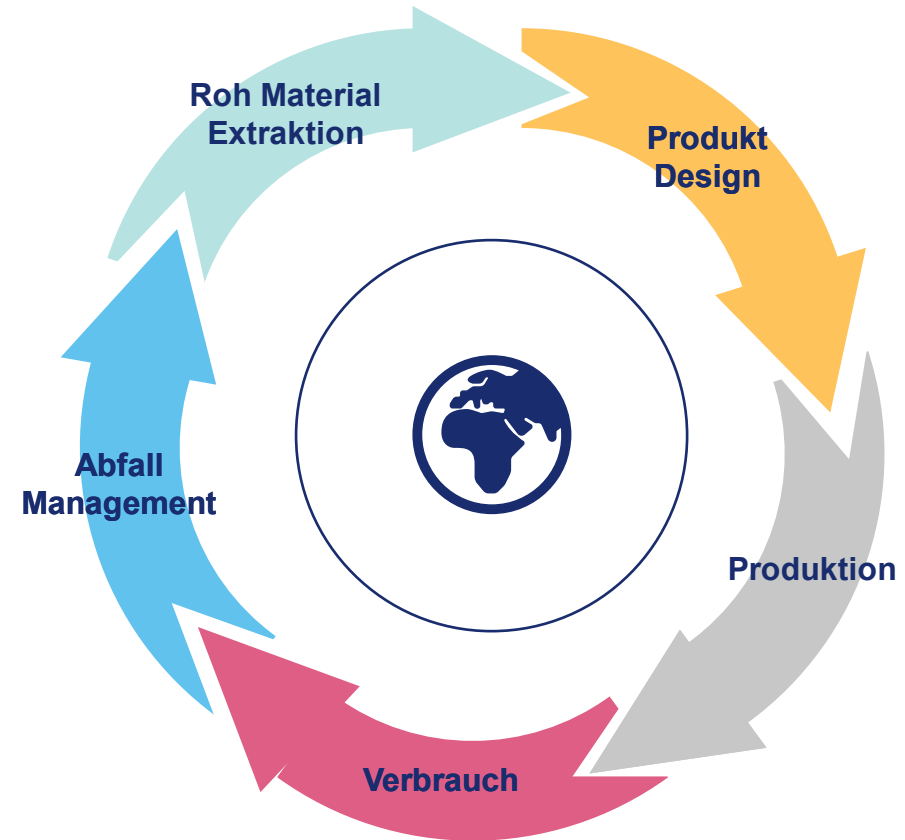 Roh Material
Extraktion
Produkt
Design
Produktion
Verbrauch
Abfall
Management